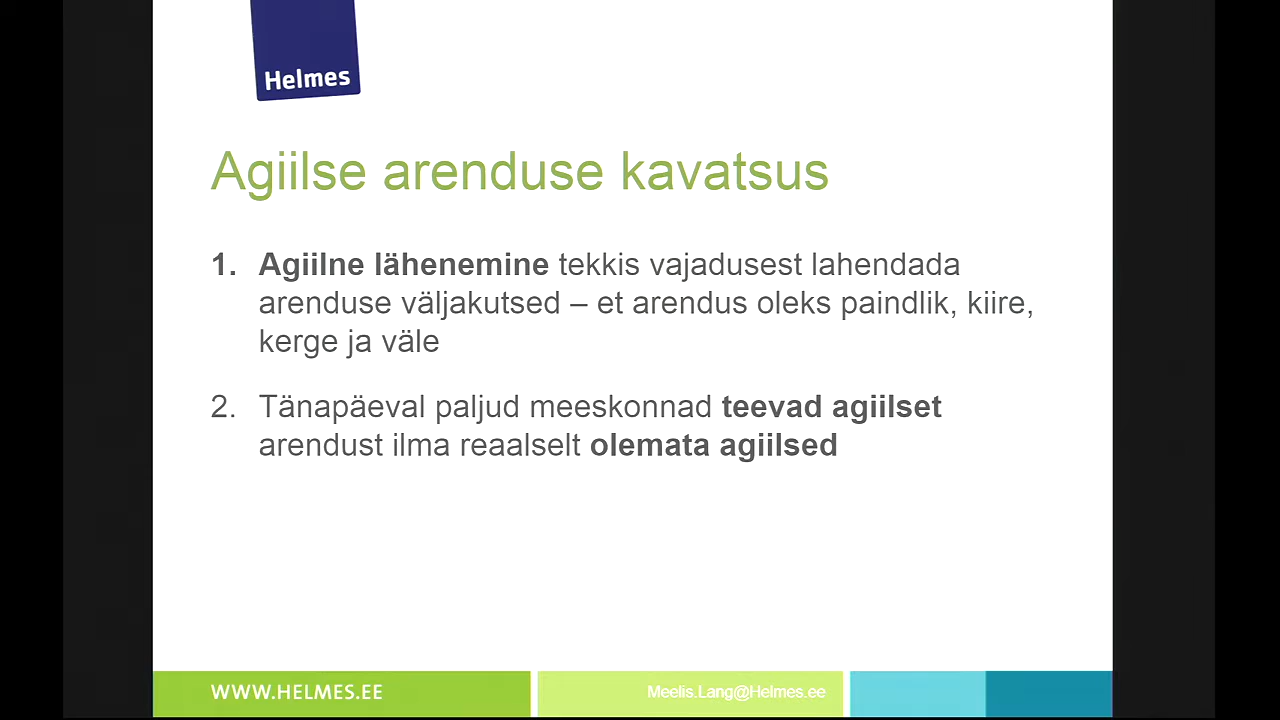 Helmes
Agiilse arenduse kavatsus
1. Agiilne lähenemine tekkis vajadusest lahendada
arenduse väljakutsed – et arendus oleks paindlik, kiire,
kerge ja väle
2. Tänapäeval paljud meeskonnad teevad agiilset
arendust ilma reaalselt olemata agiilsed
WWW.HELMES.EE
Meelis.Lang@Helmes.ee